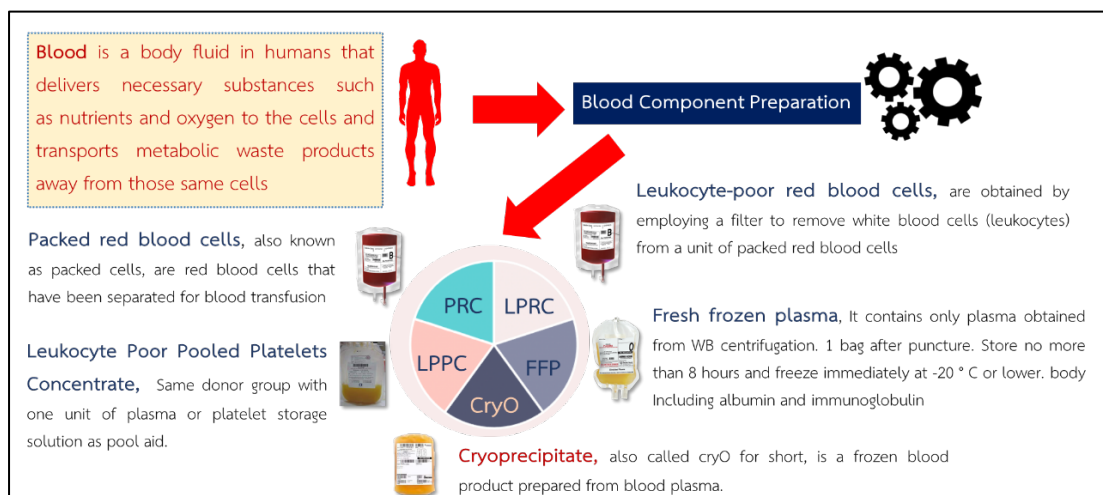 Blood is a body fluid in humans that
delivers necessary substances such
as nutrients and oxygen to the cells and
transports metabolic waste products
away from those same cells
Blood Component Preparation
Leukocyte-poor red blood cells, are obtained by
employing a filter to remove white blood cells (leukocytes)
from a unit of packed red blood cells
Packed red blood cells, also known
as packed cells, are red blood cells that
have been separated for blood transfusion
PRC
LPRC
LPPC
FFP
CryO
Fresh frozen plasma, It contains only plasma obtained
from WB centrifugation. 1 bag after puncture. Store no more
than 8 hours and freeze immediately at -20 ° C or lower. body
Including albumin and immunoglobulin
Leukocyte Poor Pooled Platelets
Concentrate, Same donor group with
one unit of plasma or platelet storage
solution as pool aid.
Cryoprecipitate, also called cryO for short, is a frozen blood
product prepared from blood plasma.